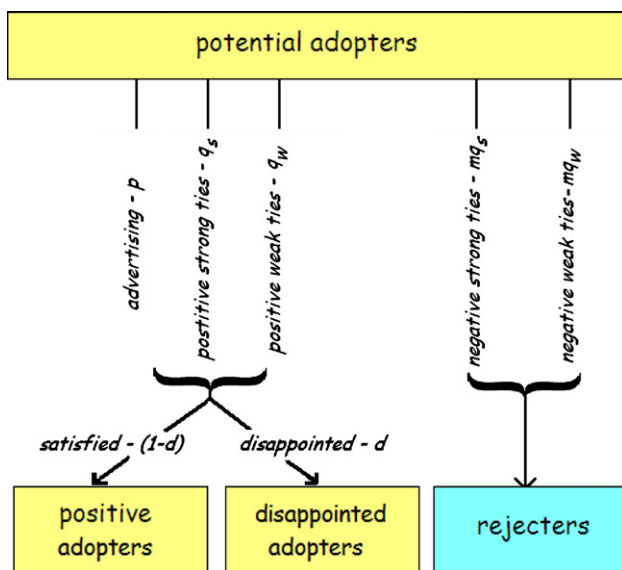 potential adopters
advertising - p
postitive strong ties - qs
positive weak ties - qw
negative strong ties - mqs
negative weak ties- mqw
satisfied - (1-d)
disappointed - d
positive
adopters
disappointed
adopters
rejecters